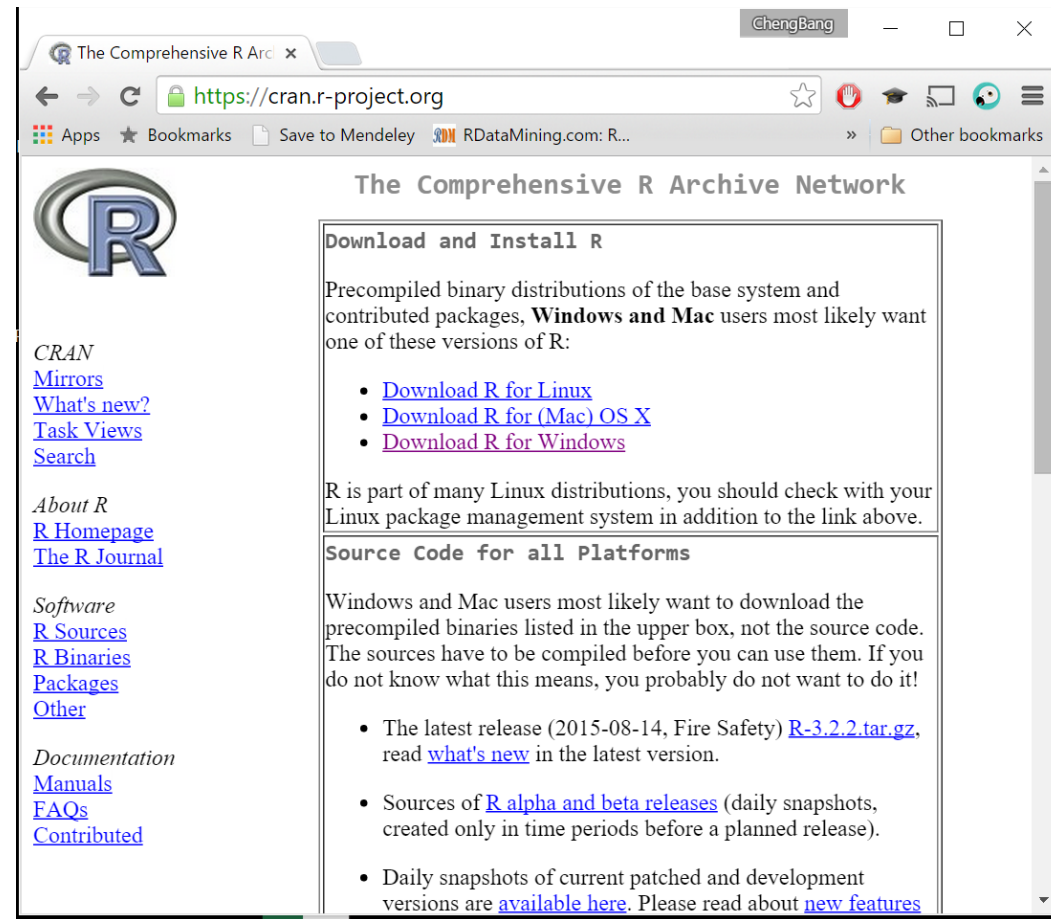 ChengBang
The Comprehensive R Arc
https://cran.r-project.org
Apps Bookmarks Save to Mendeley RDM RDataMining.com: R... » Other bookmarks
R
The Comprehensive R Archive Network
CRAN
Mirrors
What's new?
Task Views
Search
About R
R Homepage
The R Journal
Software
R Sources
R Binaries
Packages
Other
Documentation
Manuals
FAQs
Contributed
Download and Install R
Precompiled binary distributions of the base system and
contributed packages, Windows and Mac users most likely want
one of these versions of R:
• Download R for Linux
• Download R for (Mac) OS X
• Download R for Windows
R is part of many Linux distributions, you should check with your
Linux package management system in addition to the link above.
Source Code for all Platforms
Windows and Mac users most likely want to download the
precompiled binaries listed in the upper box, not the source code.
The sources have to be compiled before you can use them. If you
do not know what this means, you probably do not want to do it!
• The latest release (2015-08-14, Fire Safety) R-3.2.2.tar.gz,
read what's new in the latest version.
• Sources of R alpha and beta releases (daily snapshots,
created only in time periods before a planned release).
• Daily snapshots of current patched and development
versions are available here. Please read about new features